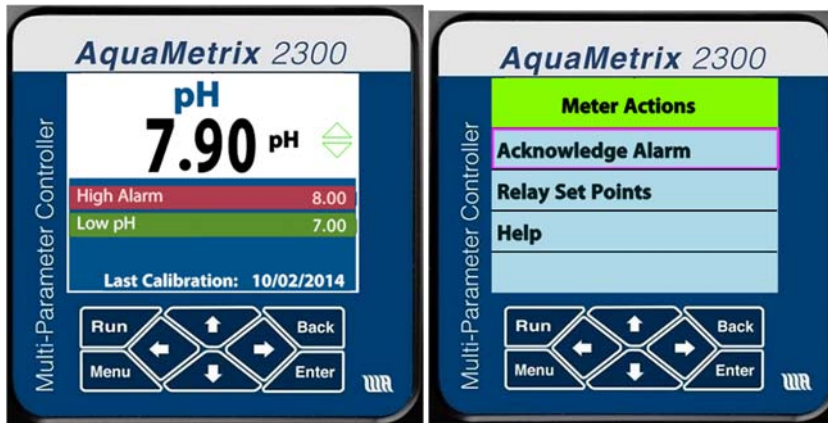 AquaMetrix 2300
Multi-Parameter Controller
pH
7.90 pH
High Alarm 8.00
Low pH 7.00
Last Calibration: 10/02/2014
Run
Back
Menu
Enter
AquaMetrix 2300
Multi-Parameter Controller
Meter Actions
Acknowledge Alarm
Relay Set Points
Help
Run
Back
Menu
Enter